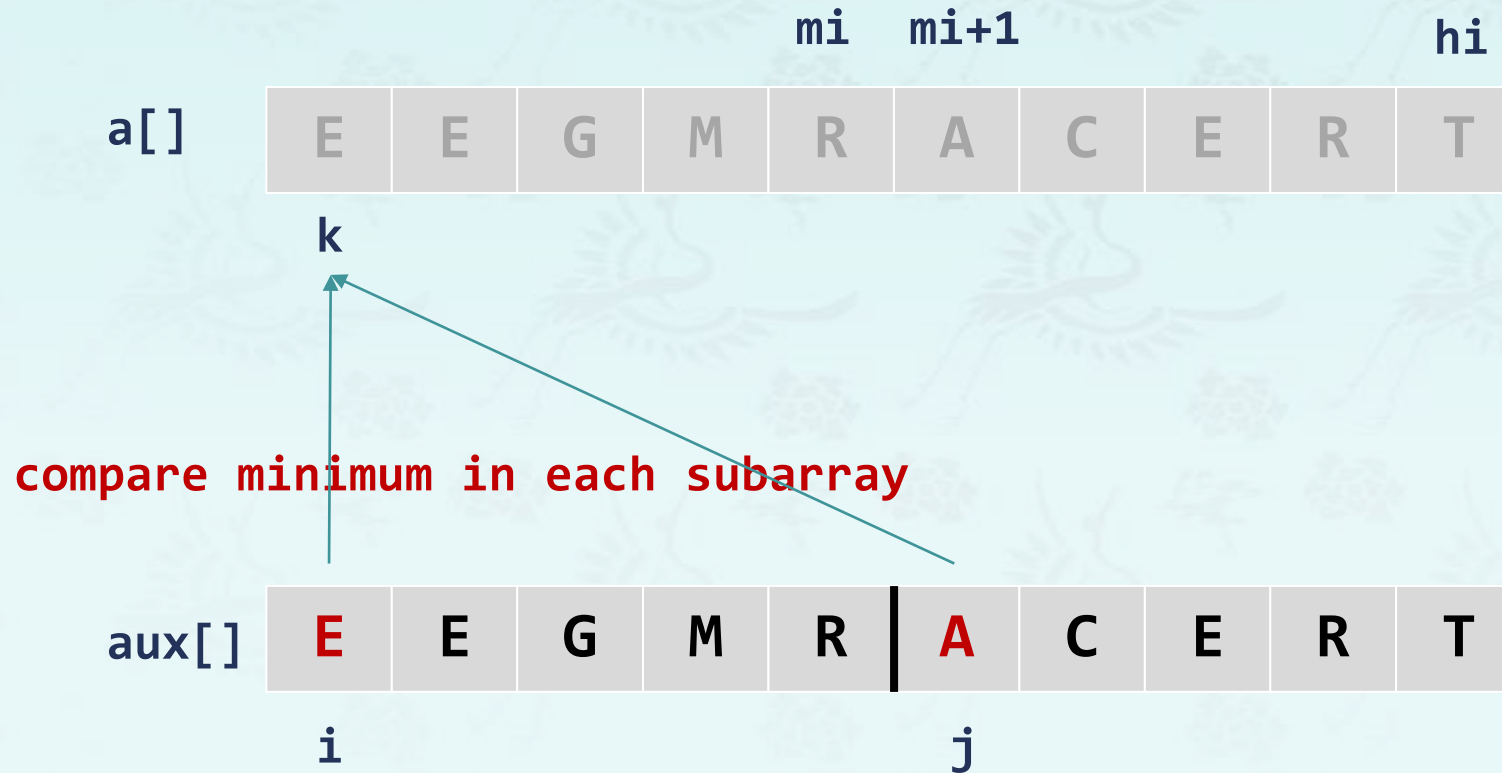 mi mi+1 hi
a[] E E G M R A C E R T
k
compare minimum in each subarray
aux[] E E G M R A C E R T
i j